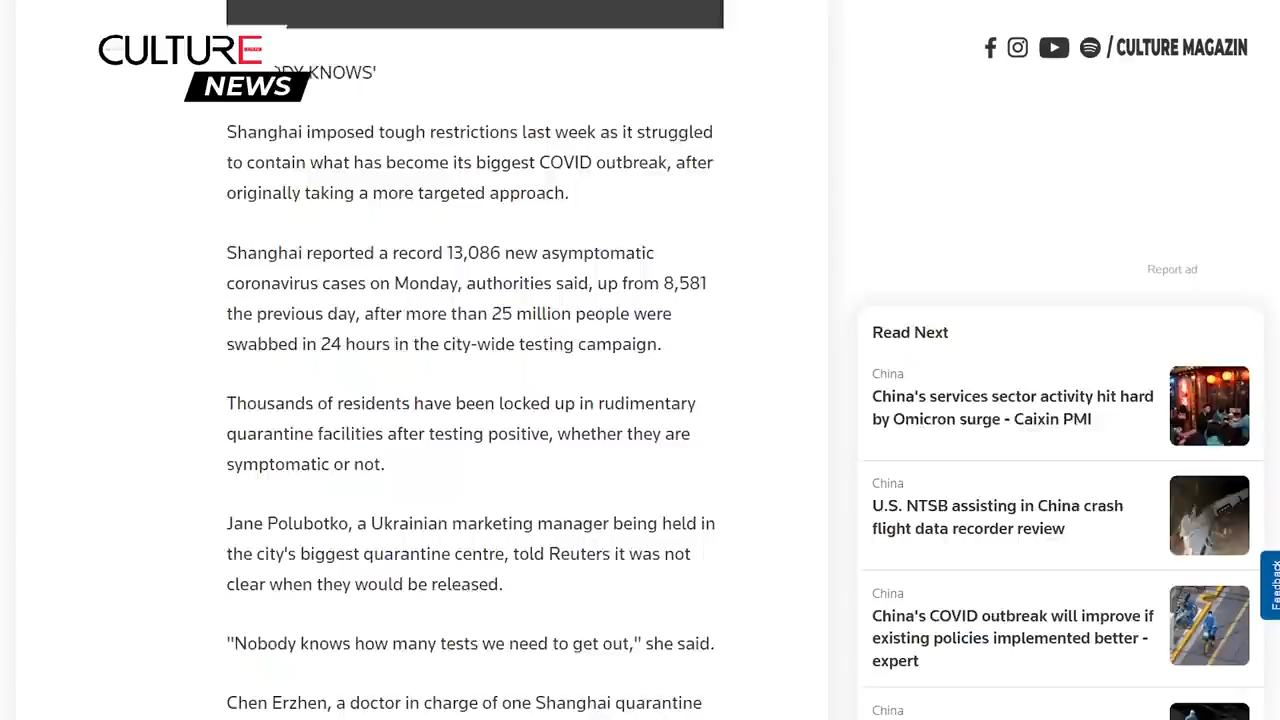 CULTURE
NEWS
/ CULTURE MAGAZIN
KNOWS'
Shanghai imposed tough restrictions last week as it struggled
to contain what has become its biggest COVID outbreak, after
originally taking a more targeted approach.
Shanghai reported a record 13,086 new asymptomatic
coronavirus cases on Monday, authorities said, up from 8,581
the previous day, after more than 25 million people were
swabbed in 24 hours in the city-wide testing campaign.
Thousands of residents have been locked up in rudimentary
quarantine facilities after testing positive, whether they are
symptomatic or not.
Jane Polubotko, a Ukrainian marketing manager being held in
the city's biggest quarantine centre, told Reuters it was not
clear when they would be released.
"Nobody knows how many tests we need to get out," she said.
Chen Erzhen, a doctor in charge of one Shanghai quarantine
Report ad
Read Next
China
China's services sector activity hit hard
by Omicron surge - Caixin PMI
China
U.S. NTSB assisting in China crash
flight data recorder review
China
China's COVID outbreak will improve if
existing policies implemented better -
expert
China
Feedback